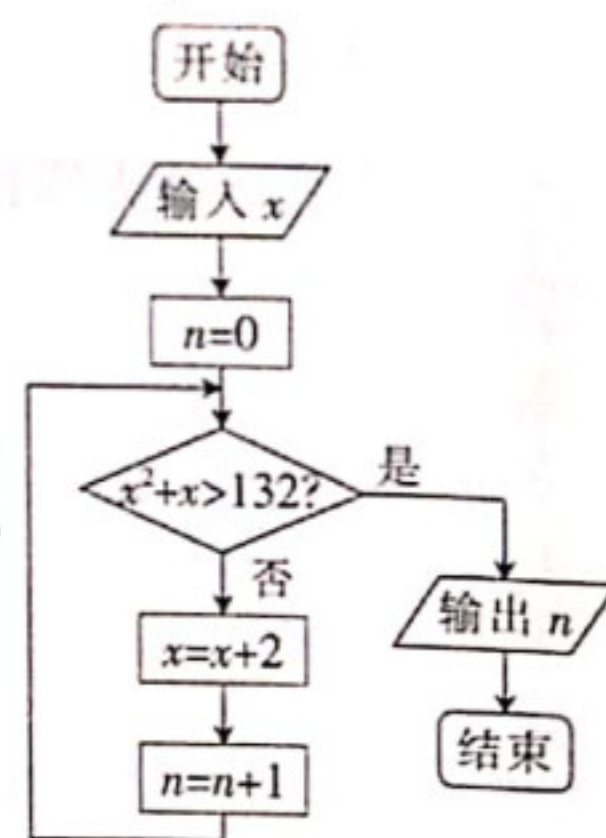 开始
输入 x
n=0
x²+x>132?
是
否
x=x+2
输出 n
n=n+1
结束